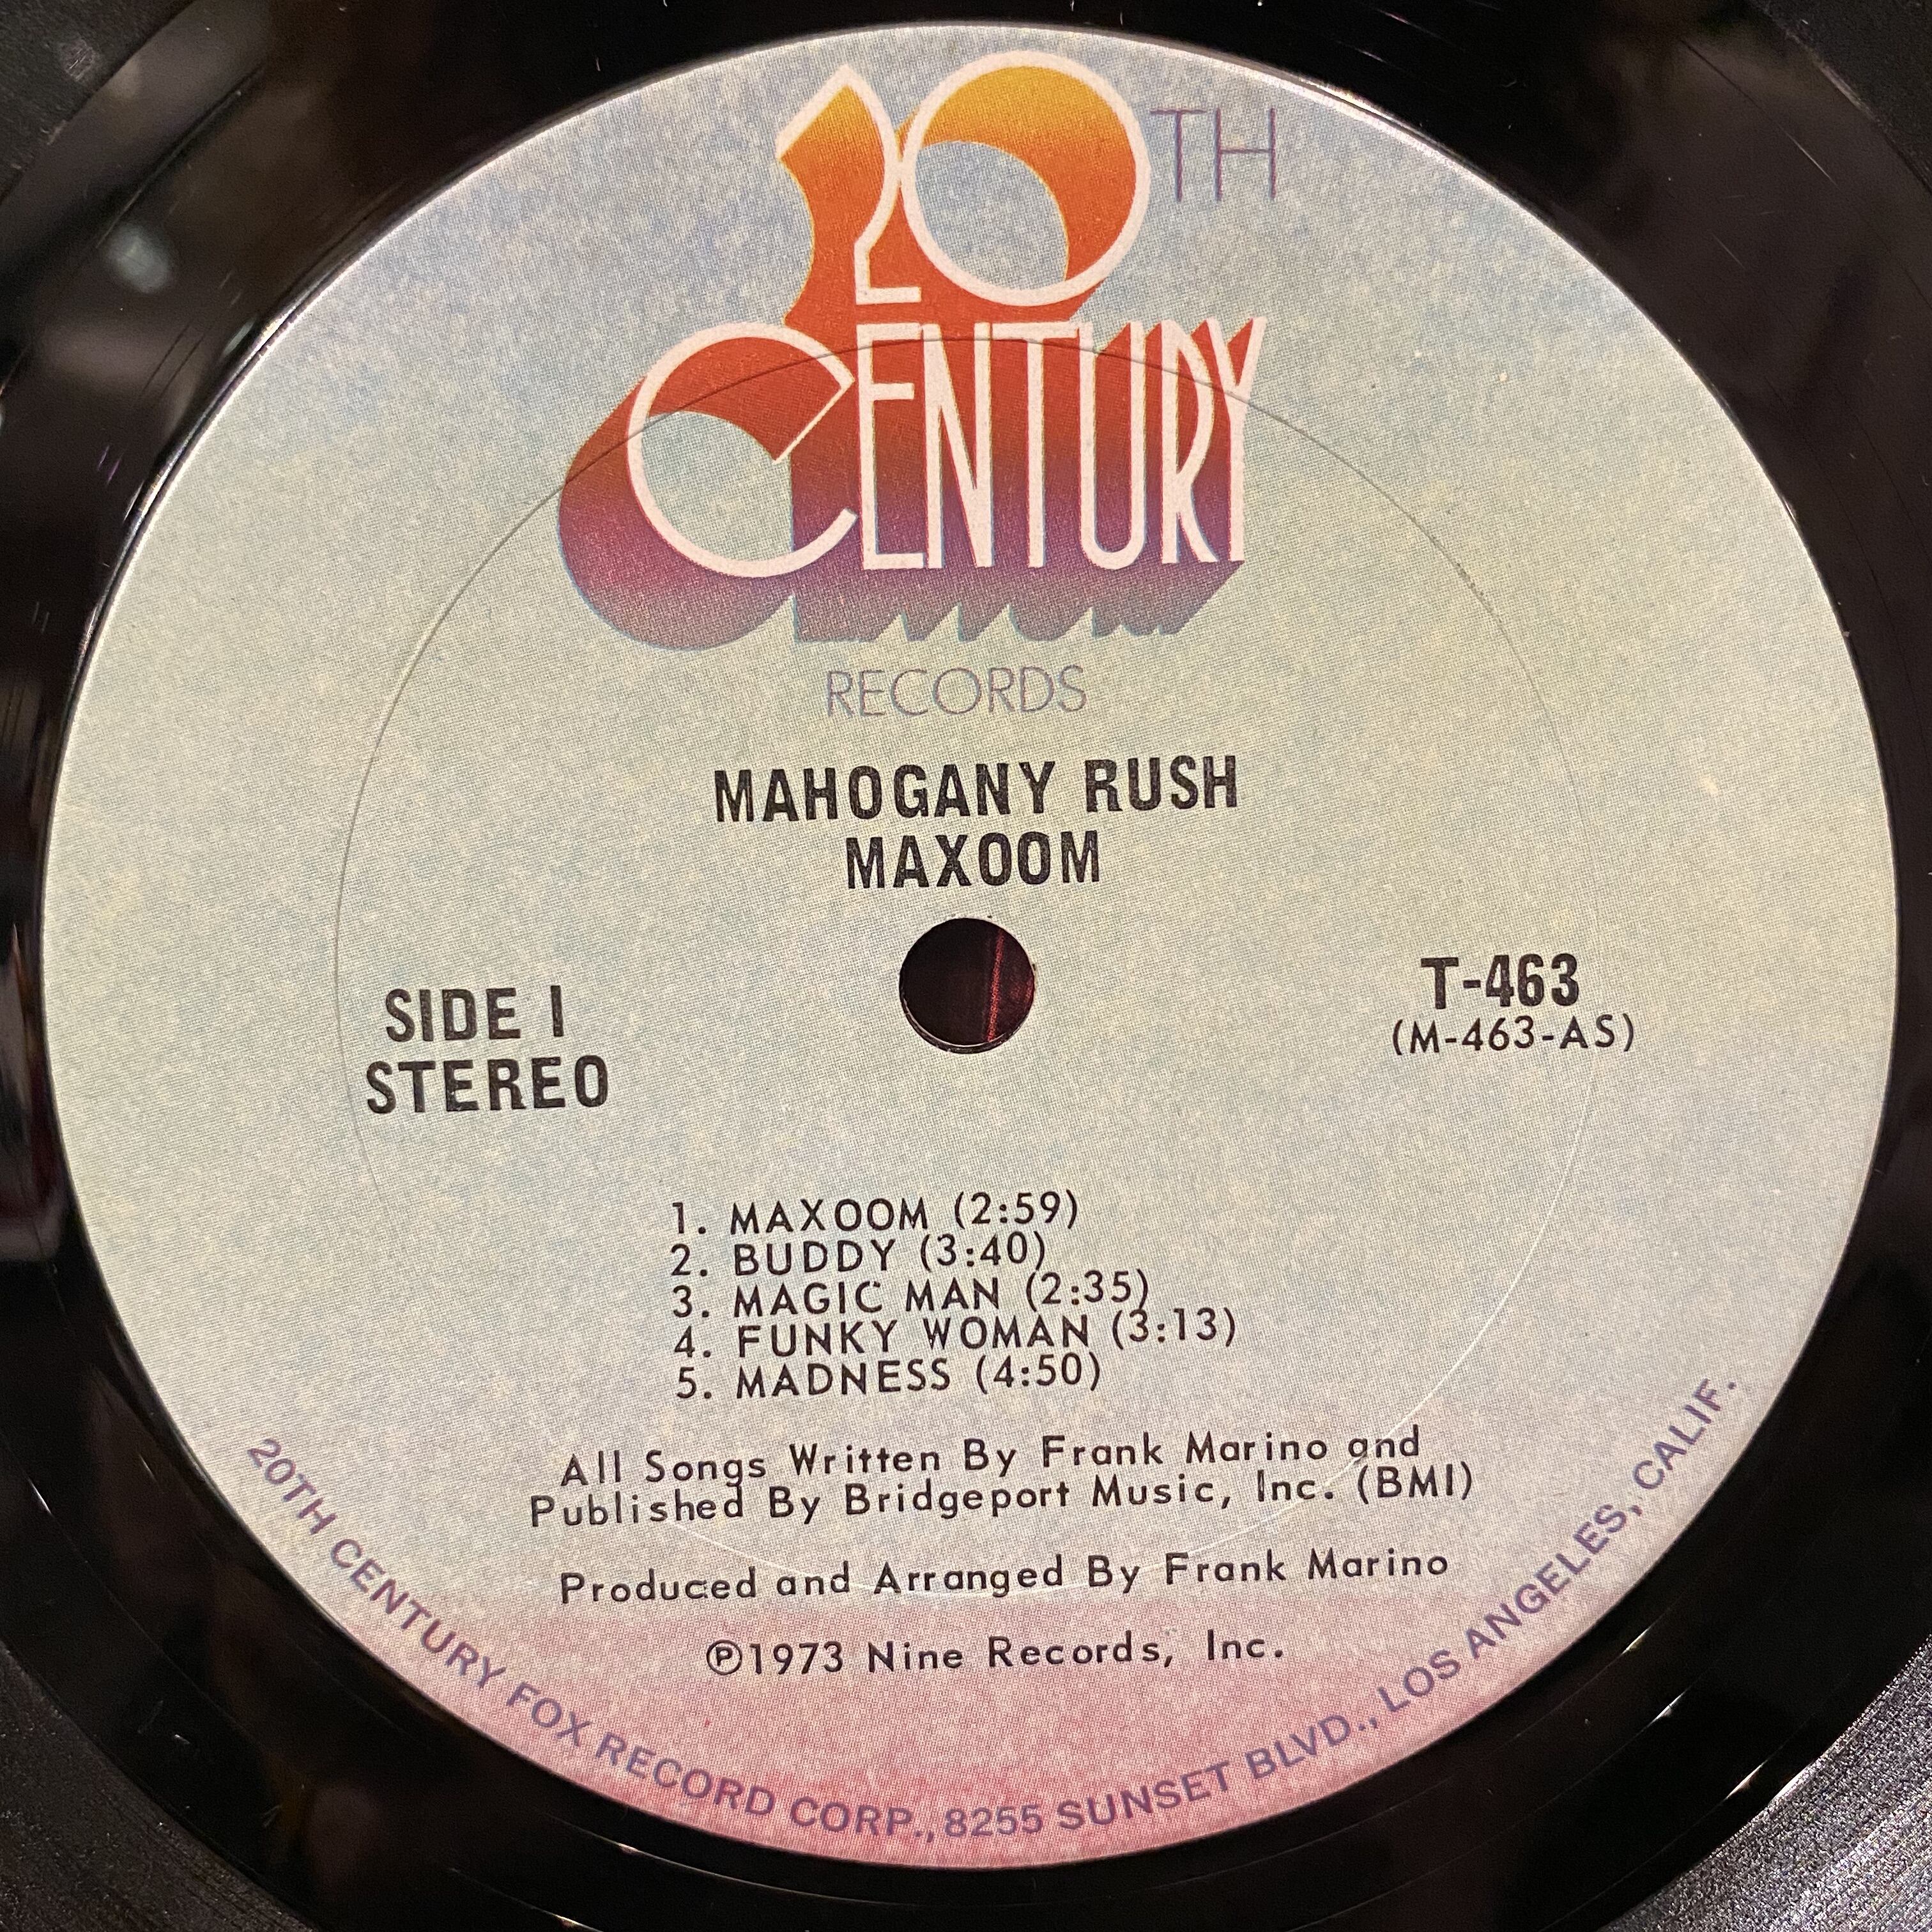 20TH
CENTURY
RECORDS
MAHOGANY RUSH
MAXOOM
SIDE 1
STEREO
T-463
(M-463-AS)
1. MAXOOM (2:59)
2. BUDDY (3:40)
3. MAGIC MAN (2:35)
4. FUNKY WOMAN (3:13)
5. MADNESS (4:50)
All Songs Written By Frank Marino and
Published By Bridgeport Music, Inc. (BMI)
Produced and Arranged By Frank Marino
Ⓟ1973 Nine Records, Inc.
20TH CENTURY FOX RECORD CORP., 8255 SUNSET BLVD., LOS ANGELES, CALIF.